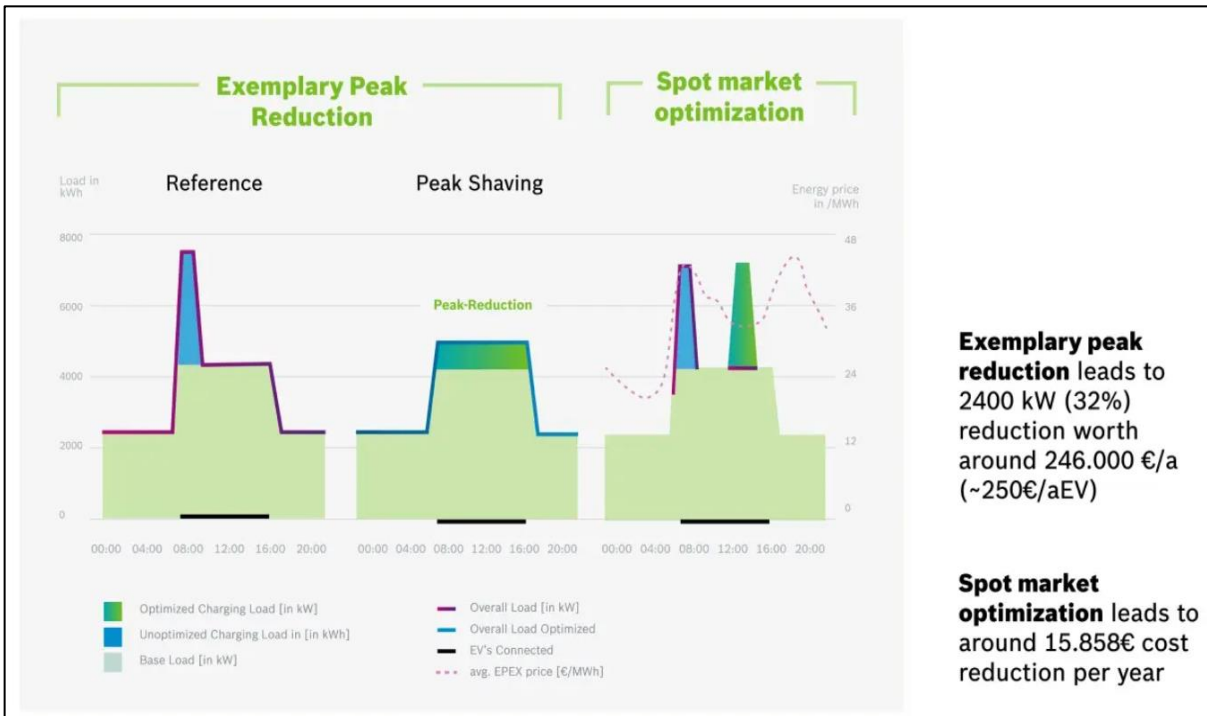 Exemplary Peak
Reduction
Spot market
optimization
Load in
kWh
Reference
Peak Shaving
Energy price
in /MWh
8000
6000
4000
2000
0
Peak-Reduction
48
36
24
12
0
00:00 04:00 08:00 12:00 16:00 20:00
00:00 04:00 08:00 12:00 16:00 20:00
00:00 04:00 08:00 12:00 16:00 20:00
Optimized Charging Load [in kW]
Unoptimized Charging Load in [in kWh]
Base Load [in kW]
Overall Load [in kW]
Overall Load Optimized
EV's Connected
avg. EPEX price [€/MWh]
Exemplary peak
reduction leads to
2400 kW (32%)
reduction worth
around 246.000 €/a
(~250€/aEV)
Spot market
optimization leads to
around 15.858€ cost
reduction per year